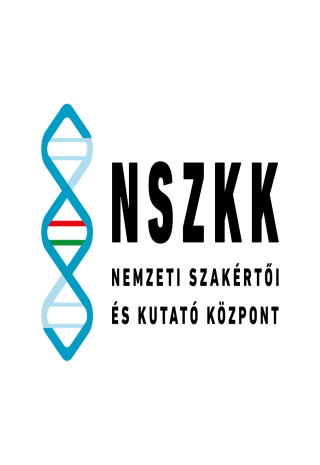 NSZKK
NEMZETI SZAKÉRTŐI
ÉS KUTATÓ KÖZPONT